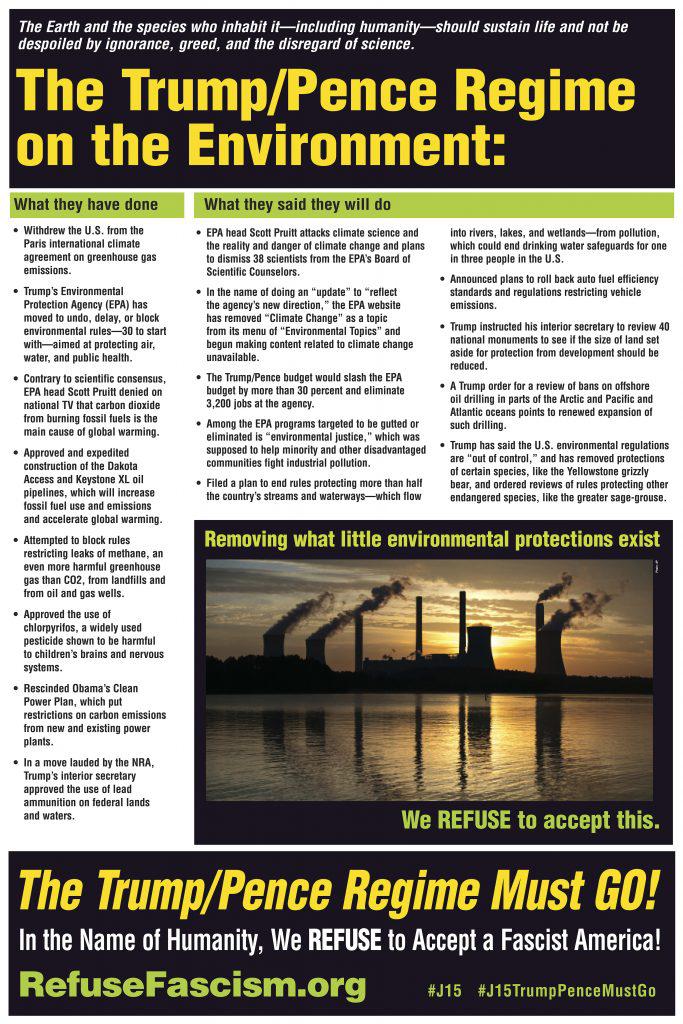 The Earth and the species who inhabit it—including humanity—should sustain life and not be
despoiled by ignorance, greed, and the disregard of science.
The Trump/Pence Regime
on the Environment:
What they have done
• Withdrew the U.S. from the
Paris international climate
agreement on greenhouse gas
emissions.
• Trump's Environmental
Protection Agency (EPA) has
moved to undo, delay, or block
environmental rules—30 to start
with—aimed at protecting air,
water, and public health.
• Contrary to scientific consensus,
EPA head Scott Pruitt denied on
national TV that carbon dioxide
from burning fossil fuels is the
main cause of global warming.
• Approved and expedited
construction of the Dakota
Access and Keystone XL oil
pipelines, which will increase
fossil fuel use and emissions
and accelerate global warming.
• Attempted to block rules
restricting leaks of methane, an
even more harmful greenhouse
gas than CO2, from landfills and
from oil and gas wells.
• Approved the use of
chlorpyrifos, a widely used
pesticide shown to be harmful
to children's brains and nervous
systems.
• Rescinded Obama's Clean
Power Plan, which put
restrictions on carbon emissions
from new and existing power
plants.
• In a move lauded by the NRA,
Trump's interior secretary
approved the use of lead
ammunition on federal lands
and waters.
What they said they will do
• EPA head Scott Pruitt attacks climate science and
the reality and danger of climate change and plans
to dismiss 38 scientists from the EPA's Board of
Scientific Counselors.
• In the name of doing an "update" to "reflect
the agency's new direction," the EPA website
has removed "Climate Change" as a topic
from its menu of "Environmental Topics" and
begun making content related to climate change
unavailable.
• The Trump/Pence budget would slash the EPA
budget by more than 30 percent and eliminate
3,200 jobs at the agency.
• Among the EPA programs targeted to be gutted or
eliminated is "environmental justice," which was
supposed to help minority and other disadvantaged
communities fight industrial pollution.
• Filed a plan to end rules protecting more than half
the country's streams and waterways—which flow
into rivers, lakes, and wetlands—from pollution,
which could end drinking water safeguards for one
in three people in the U.S.
• Announced plans to roll back auto fuel efficiency
standards and regulations restricting vehicle
emissions.
• Trump instructed his interior secretary to review 40
national monuments to see if the size of land set
aside for protection from development should be
reduced.
• A Trump order for a review of bans on offshore
oil drilling in parts of the Arctic and Pacific and
Atlantic oceans points to renewed expansion of
such drilling.
• Trump has said the U.S. environmental regulations
are "out of control," and has removed protections
of certain species, like the Yellowstone grizzly
bear, and ordered reviews of rules protecting other
endangered species, like the greater sage-grouse.
Removing what little environmental protections exist
We REFUSE to accept this.
The Trump/Pence Regime Must GO!
In the Name of Humanity, We REFUSE to Accept a Fascist America!
RefuseFascism.org
#J15 #J15TrumpPenceMustGo